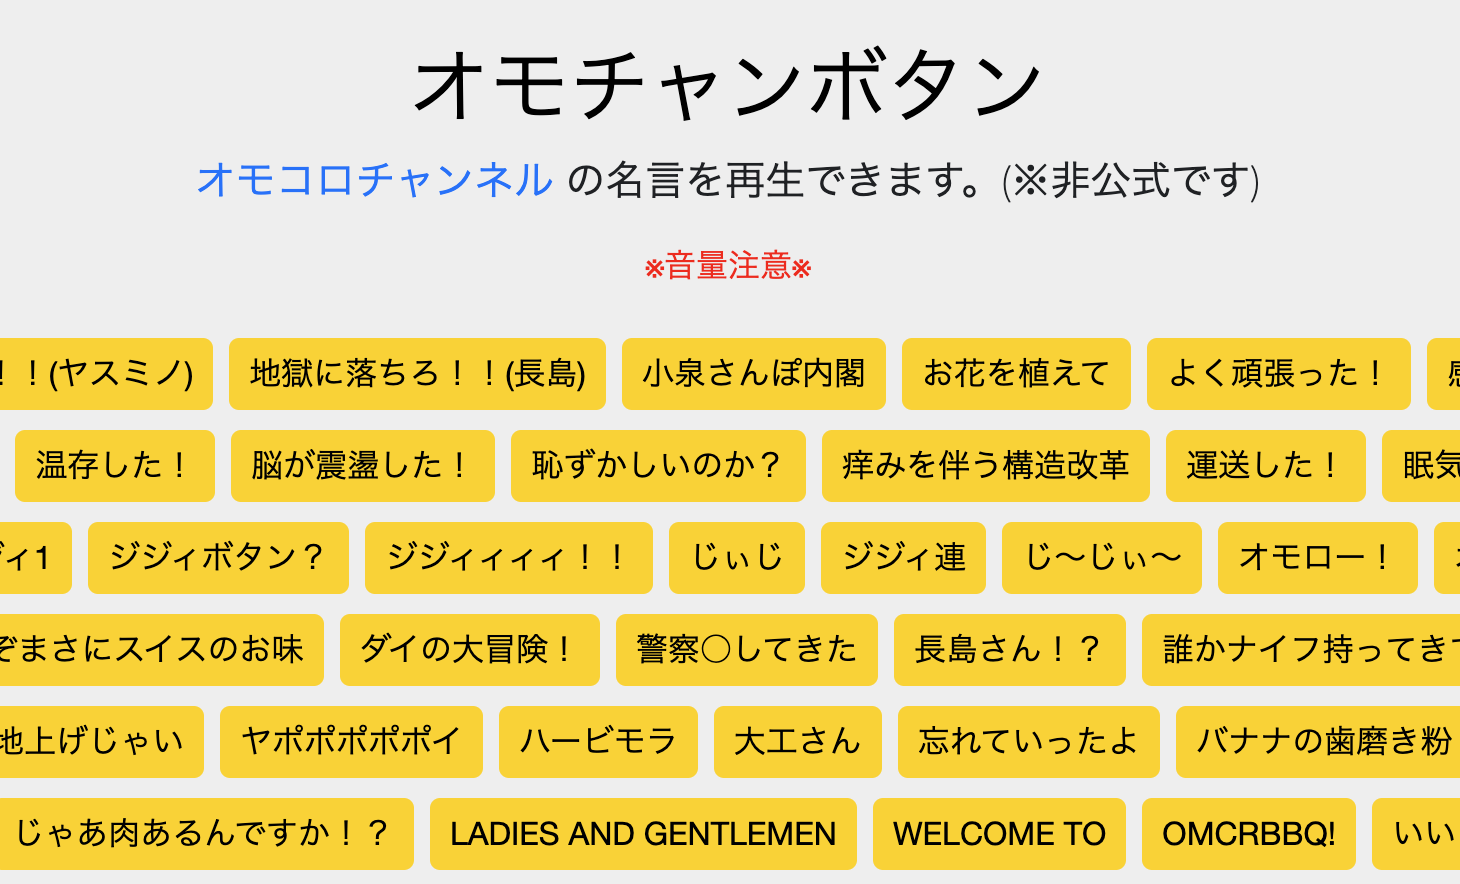 オモチャンボタン
オモコロチャンネル の名言を再生できます。(※非公式です)
※音量注意※
！！(ヤスミノ) 地獄に落ちろ！！(長島) 小泉さんぽ内閣 お花を植えて よく頑張った！
温存した！ 脳が震盪した！ 恥ずかしいのか？ 痒みを伴う構造改革 運送した！ 眠気
ジィ1 ジジィボタン？ ジジィィィィ！！ じぃじ ジジィ連 じ〜じぃ〜 オモロー！
ぞまさにスイスのお味 ダイの大冒険！ 警察〇してきた 長島さん！？ 誰かナイフ持ってきて
地上げじゃい ヤポポポポポイ ハービモラ 大工さん 忘れていったよ バナナの歯磨き粉
じゃあ肉あるんですか！？ LADIES AND GENTLEMEN WELCOME TO OMCRBBQ! いい